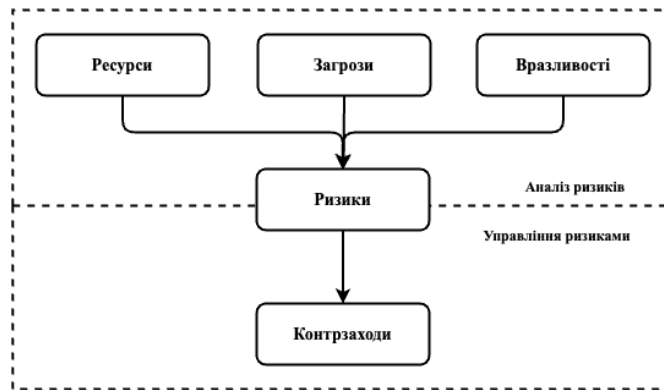 Ресурси
Загрози
Вразливості
Ризики
Аналіз ризиків
Управління ризиками
Контрзаходи